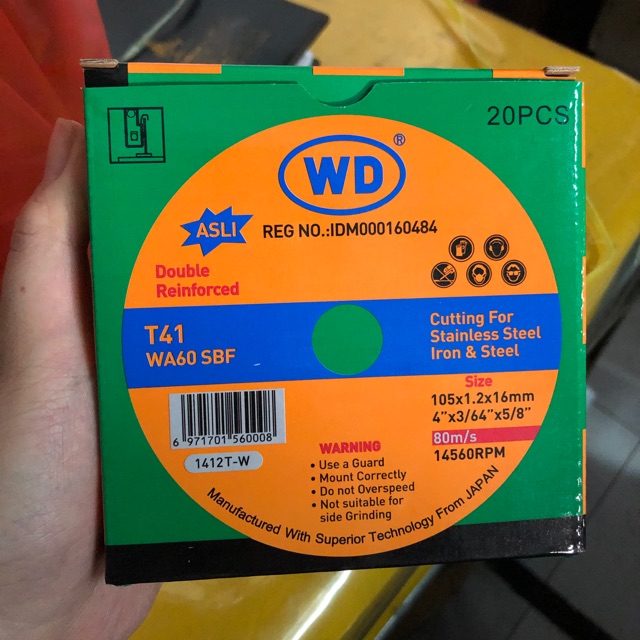 20PCS
WD®
ASLI
REG NO.:IDM000160484
Double
Reinforced
T41
WA60 SBF
Cutting For
Stainless Steel
Iron & Steel
Size
105x1.2x16mm
4"x3/64"x5/8"
80m/s
14560RPM
6 971701 560008
1412T-W
WARNING
• Use a Guard
• Mount Correctly
• Do not Overspeed
• Not suitable for
side Grinding
Manufactured With Superior Technology From JAPAN